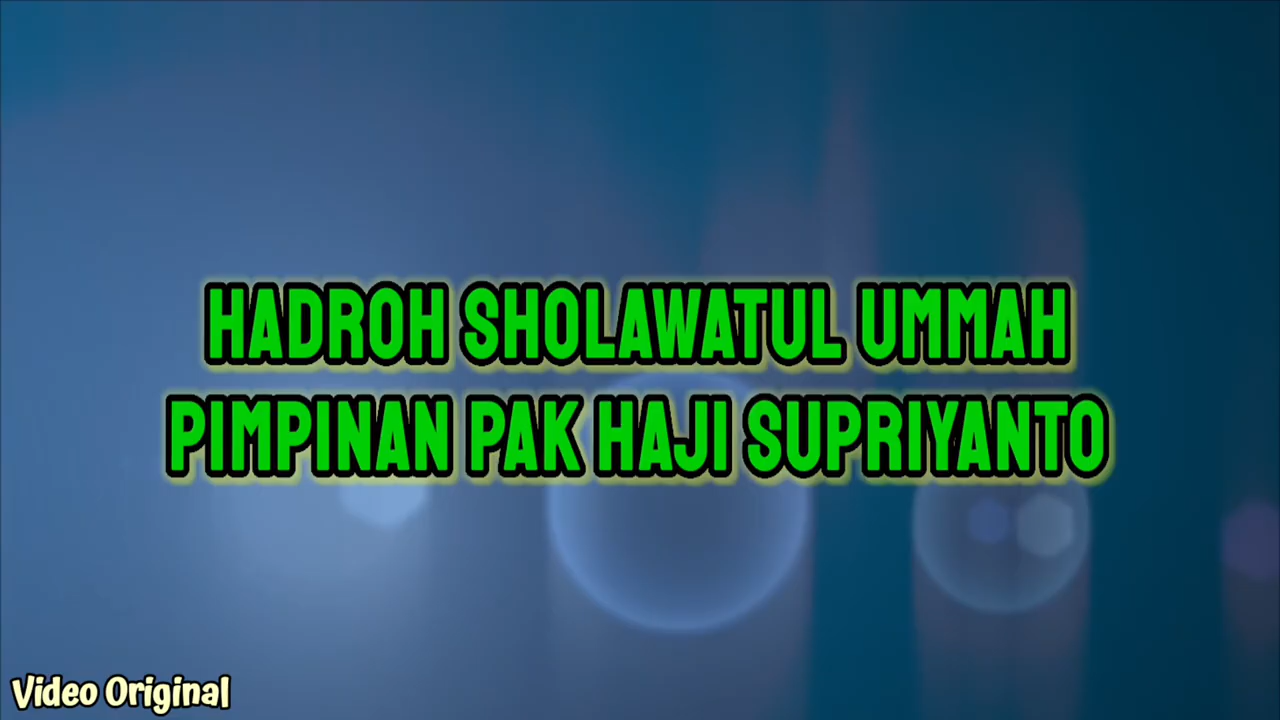 HADROH SHOLAWATUL UMMAH
PIMPINAN PAK HAJI SUPRIYANTO
Video Original